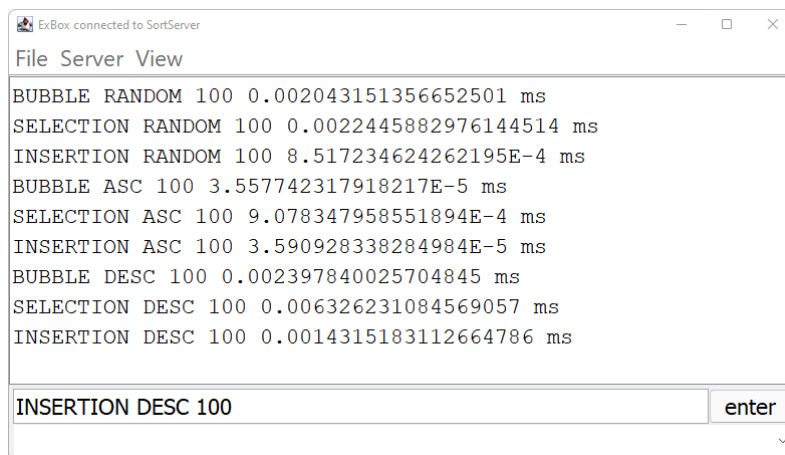 ExBox connected to SortServer
File Server View
BUBBLE RANDOM 100 0.002043151356652501 ms
SELECTION RANDOM 100 0.0022445882976144514 ms
INSERTION RANDOM 100 8.517234624262195E-4 ms
BUBBLE ASC 100 3.557742317918217E-5 ms
SELECTION ASC 100 9.078347958551894E-4 ms
INSERTION ASC 100 3.590928338284984E-5 ms
BUBBLE DESC 100 0.002397840025704845 ms
SELECTION DESC 100 0.006326231084569057 ms
INSERTION DESC 100 0.0014315183112664786 ms
INSERTION DESC 100 enter